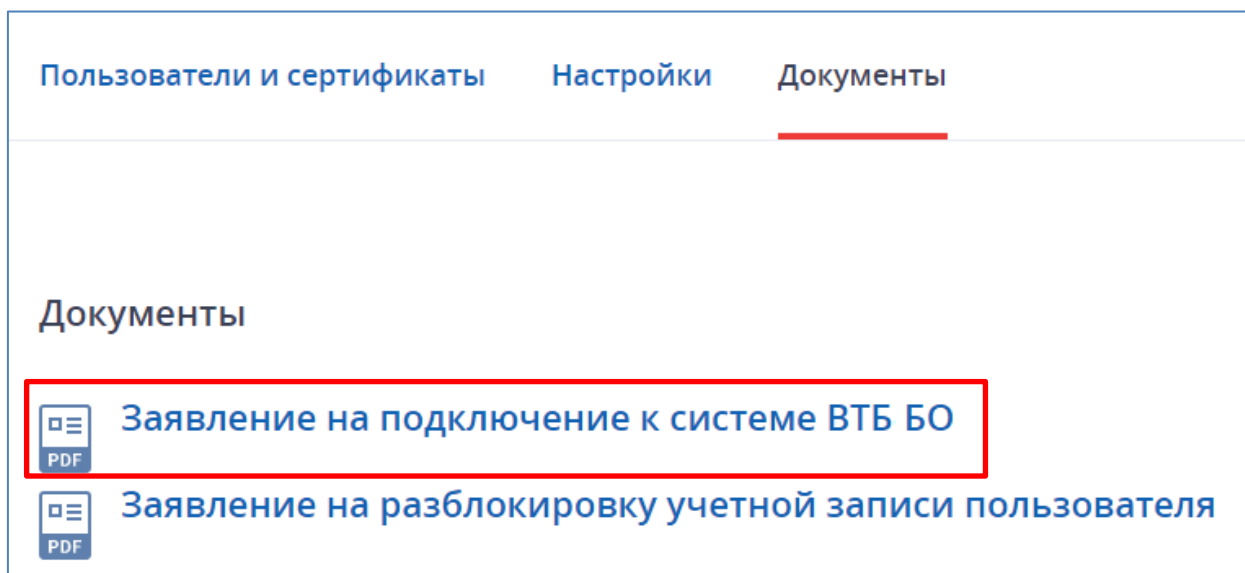 Пользователи и сертификаты Настройки Документы
Документы
Заявление на подключение к системе ВТБ БО
PDF
Заявление на разблокировку учетной записи пользователя
PDF